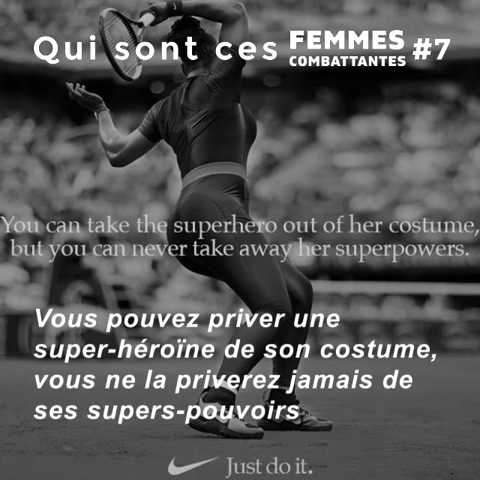 Qui sont ces FEMMES COMBATTANTES #7
You can take the superhero out of her costume,
but you can never take away her superpowers.
Vous pouvez priver une
super-héroïne de son costume,
vous ne la priverez jamais de
ses supers-pouvoirs
Just do it.